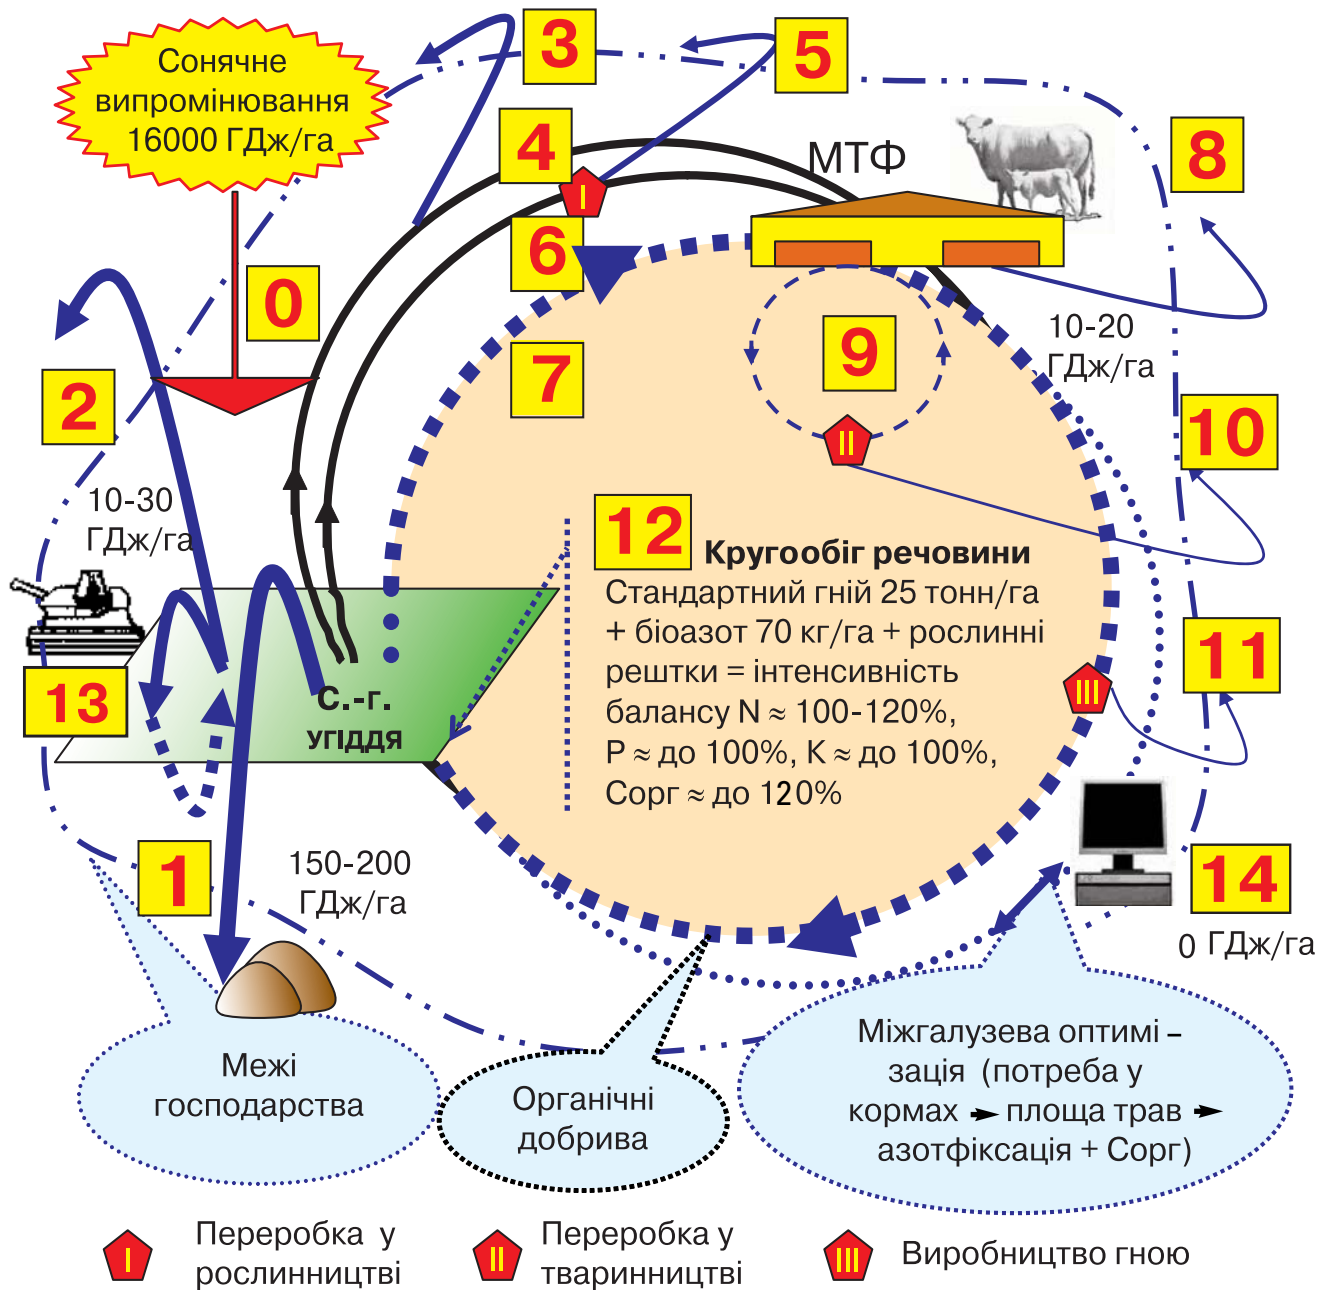 Сонячне
випромінювання
16000 ГДж/га
3
5
4
МТФ
8
I
6
0
7
9
10-20
ГДж/га
2
II
10
10-30
ГДж/га
12
Кругообіг речовини
Стандартний гній 25 тонн/га
+ біоазот 70 кг/га + рослинні
рештки = інтенсивність
балансу N ≈ 100-120%,
P ≈ до 100%, K ≈ до 100%,
Cорг ≈ до 120%
11
III
13
С.-г.
угіддя
1
150-200
ГДж/га
14
0 ГДж/га
Межі
господарства
Органічні
добрива
Міжгалузева оптимі –
зація (потреба у
кормах → площа трав →
азотфіксація + Сорг)
I
Переробка у
рослинництві
II
Переробка у
тваринництві
III
Виробництво гною